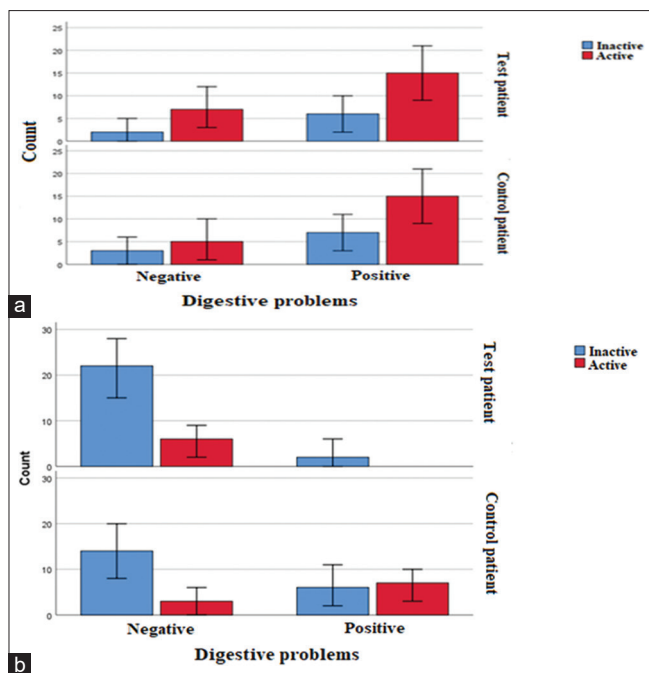 Inactive
Active
25
20
15
10
5
0
Test patient
Count
25
20
15
10
5
0
Control patient
Negative Positive
Digestive problems
a
Inactive
Active
30
20
10
0
Test patient
Count
30
20
10
0
Control patient
Negative Positive
Digestive problems
b